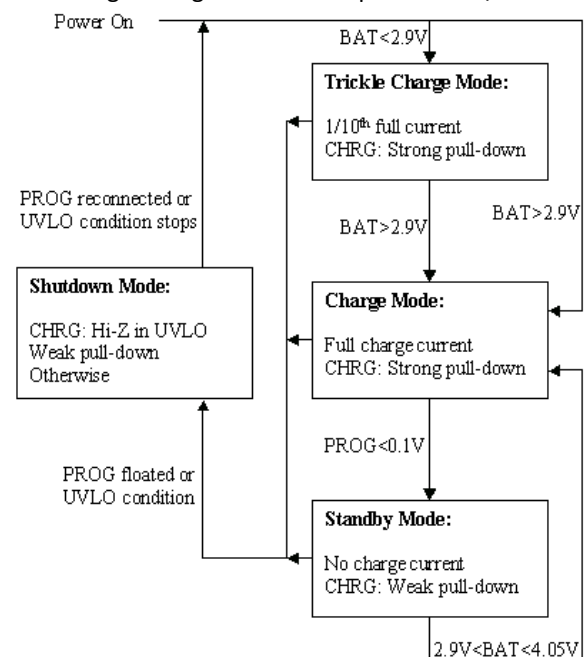 Power On
BAT<2.9V
Trickle Charge Mode:
1/10th full current
CHRG: Strong pull-down
PROG reconnected or
UVLO condition stops
BAT>2.9V
BAT>2.9V
Shutdown Mode:
CHRG: Hi-Z in UVLO
Weak pull-down
Otherwise
Charge Mode:
Full charge current
CHRG: Strong pull-down
PROG<0.1V
PROG floated or
UVLO condition
Standby Mode:
No charge current
CHRG: Weak pull-down
2.9V<BAT<4.05V